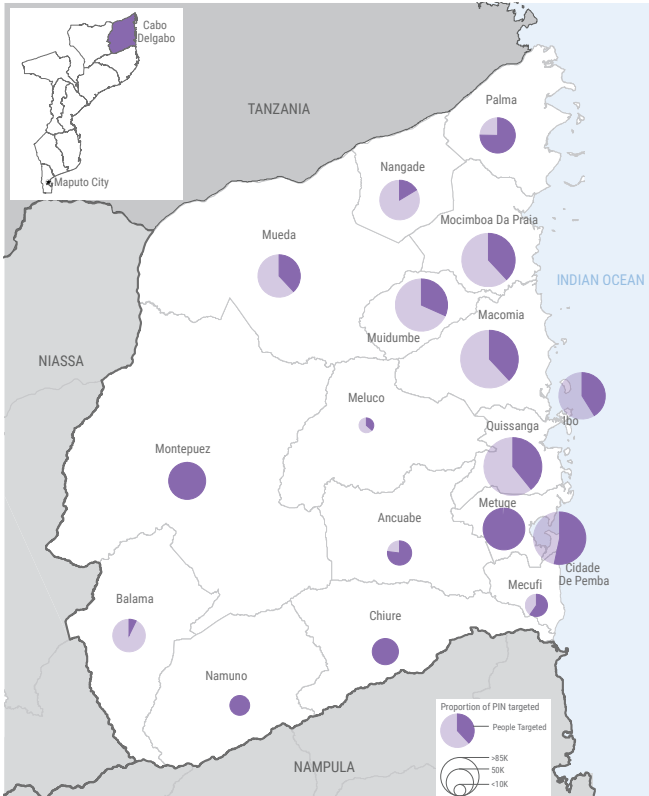 Cabo
Delgabo
Maputo City
TANZANIA
Palma
Nangade
Mocimboa Da Praia
Mueda
INDIAN OCEAN
Macomia
Muidumbe
NIASSA
Meluco
Ibo
Quissanga
Montepuez
Metuge
Ancuabe
Cidade
De Pemba
Mecufi
Balama
Chiure
Namuno
Proportion of PIN targeted
People Targeted
>85K
50K
<10K
NAMPULA